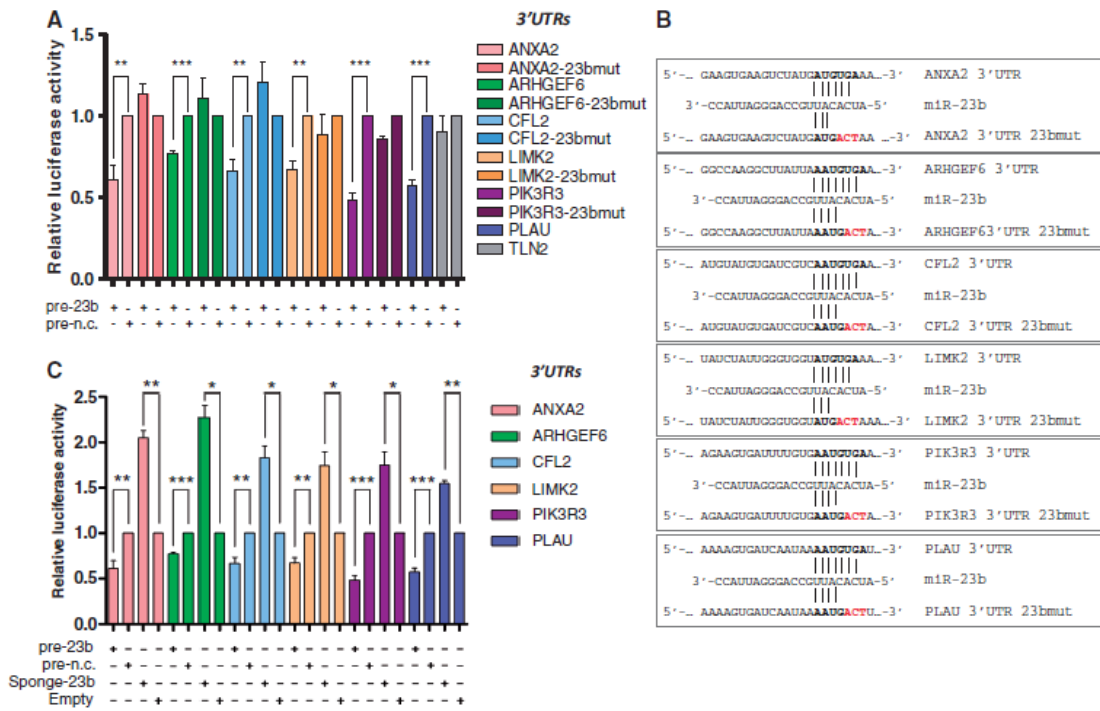 A
3'UTRs
Relative luciferase activity
1.5
1.0
0.5
0.0
** *** ** ** *** ***
ANXA2
ANXA2-23bmut
ARHGEF6
ARHGEF6-23bmut
CFL2
CFL2-23bmut
LIMK2
LIMK2-23bmut
PIK3R3
PIK3R3-23bmut
PLAU
TLN2
pre-23b + - + - + - + - + - + - + - + - + - + - + - + -
pre-n.c. - + - + - + - + - + - + - + - + - + - + - + - +
B
5'-… GAAGUGAAGUCUAUGAUGUGAAA…-3' ANXA2 3'UTR
3'-CCAUUAGGGACCGUUACACUA-5' miR-23b
5'-… GAAGUGAAGUCUAUGAUGACTAA…-3' ANXA2 3'UTR 23bmut
5'-… GGCCAAGGCUUAUUAAAUGUGAA…-3' ARHGEF6 3'UTR
3'-CCAUUAGGGACCGUUACACUA-5' miR-23b
5'-… GGCCAAGGCUUAUUAAAUGACTA…-3' ARHGEF63'UTR 23bmut
5'-… AUGUAUGUGAUCGUCAAUGUGAA…-3' CFL2 3'UTR
3'-CCAUUAGGGACCGUUACACUA-5' miR-23b
5'-… AUGUAUGUGAUCGUCAAUGACTA…-3' CFL2 3'UTR 23bmut
5'-… UAUCUAUUGGGUGGUAUGUGAAA…-3' LIMK2 3'UTR
3'-CCAUUAGGGACCGUUACACUA-5' miR-23b
5'-… UAUCUAUUGGGUGGUAUGACTAAA…-3' LIMK2 3'UTR 23bmut
5'-… AGAAGUGAUUUUGUGAAUGUGAA…-3' PIK3R3 3'UTR
3'-CCAUUAGGGACCGUUACACUA-5' miR-23b
5'-… AGAAGUGAUUUUGUGAAUGACTA…-3' PIK3R3 3'UTR 23bmut
5'-… AAAAGUGAUCAAUAAAAUGUGAU…-3' PLAU 3'UTR
3'-CCAUUAGGGACCGUUACACUA-5' miR-23b
5'-… AAAAGUGAUCAAUAAAAUGACTU…-3' PLAU 3'UTR 23bmut
C
3'UTRs
Relative luciferase activity
2.5
2.0
1.5
1.0
0.5
0.0
** * * * * **
** *** ** ** *** ***
ANXA2
ARHGEF6
CFL2
LIMK2
PIK3R3
PLAU
pre-23b + - - - + - - - + - - - + - - - + - - - + - - -
pre-n.c. - + - - - + - - - + - - - + - - - + - - - + - -
Sponge-23b - - + - - - + - - - + - - - + - - - + - - - + -
Empty - - - + - - - + - - - + - - - + - - - + - - - +